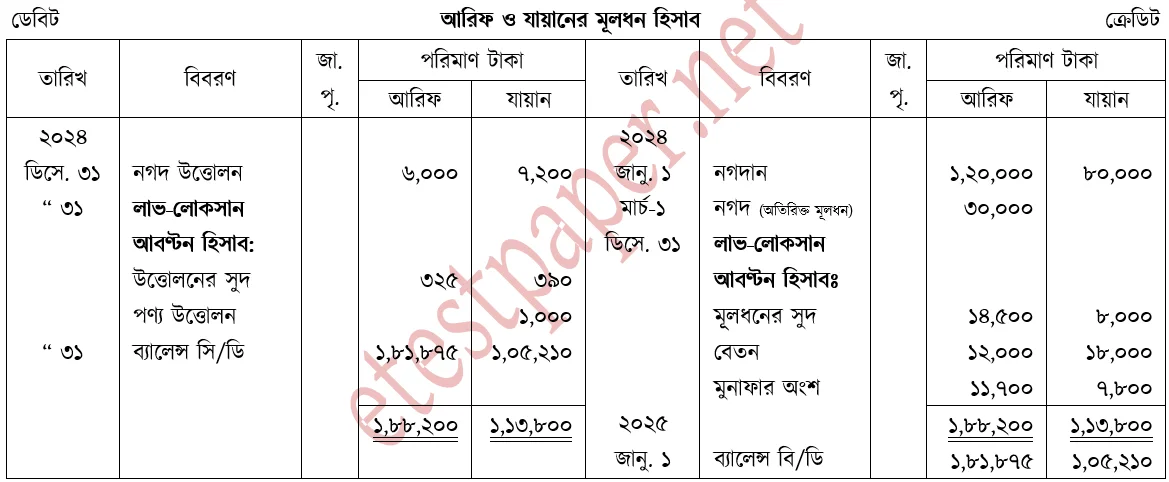 ডেবিট আরিফ ও যায়ানের মূলধন হিসাব ক্রেডিট
তারিখ বিবরণ জা. পৃ. পরিমাণ টাকা তারিখ বিবরণ জা. পৃ. পরিমাণ টাকা
আরিফ যায়ান আরিফ যায়ান
২০২৪ ২০২৪
ডিসে. ৩১ নগদ উত্তোলন ৬,০০০ ৭,২০০ জানু. ১ নগদান ১,২০,০০০ ৮০,০০০
“ ৩১ লাভ-লোকসান মার্চ-১ নগদ (অতিরিক্ত মূলধন) ৩০,০০০
আবণ্টন হিসাব: ডিসে. ৩১ লাভ-লোকসান
উত্তোলনের সুদ ৩২৫ ৩৯০ আবণ্টন হিসাবঃ
পণ্য উত্তোলন ১,০০০ মূলধনের সুদ ১৪,৫০০ ৮,০০০
“ ৩১ ব্যালেন্স সি/ডি ১,৮১,৮৭৫ ১,০৫,২১০ বেতন ১২,০০০ ১৮,০০০
মুনাফার অংশ ১১,৭০০ ৭,৮০০
১,৮৮,২০০ ১,১৩,৮০০ ২০২৫ ১,৮৮,২০০ ১,১৩,৮০০
জানু. ১ ব্যালেন্স বি/ডি ১,৮১,৮৭৫ ১,০৫,২১০
etestpaper.net